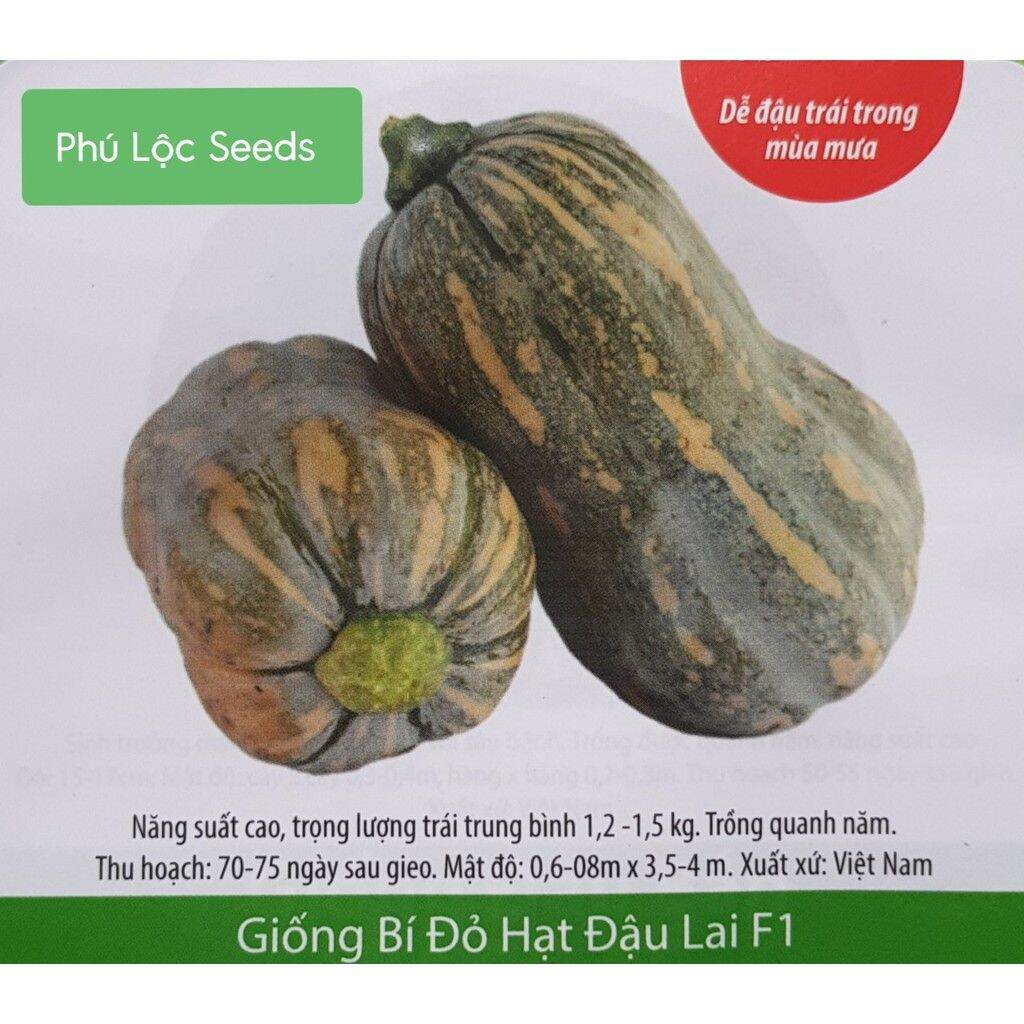 Phú Lộc Seeds
Dễ đậu trái trong
mùa mưa
Năng suất cao, trọng lượng trái trung bình 1,2 -1,5 kg. Trồng quanh năm.
Thu hoạch: 70-75 ngày sau gieo. Mật độ: 0,6-08m x 3,5-4 m. Xuất xứ: Việt Nam
Giống Bí Đỏ Hạt Đậu Lai F1